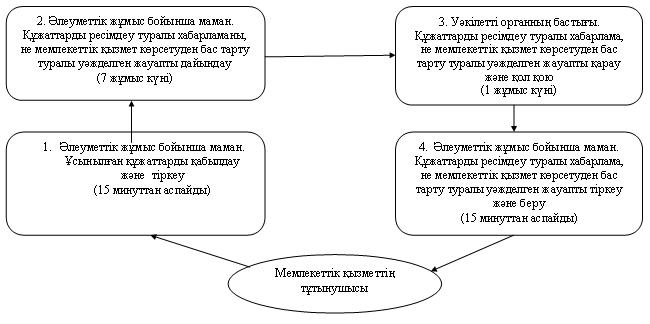 2. Әлеуметтік жұмыс бойынша маман.
Құжаттарды ресімдеу туралы хабарламаны,
не мемлекеттік қызмет көрсетуден бас тарту
туралы уәжделген жауапты дайындау
(7 жұмыс күні)
3. Уәкілетті органның бастығы.
Құжаттарды ресімдеу туралы хабарлама,
не мемлекеттік қызмет көрсетуден бас
тарту туралы уәжделген жауапты қарау
және қол қою
(1 жұмыс күні)
1. Әлеуметтік жұмыс бойынша маман.
Ұсынылған құжаттарды қабылдау
және тіркеу
(15 минуттан аспайды)
4. Әлеуметтік жұмыс бойынша маман.
Құжаттарды ресімдеу туралы хабарлама,
не мемлекеттік қызмет көрсетуден бас
тарту туралы уәжделген жауапты тіркеу
және беру
(15 минуттан аспайды)
Мемлекеттік қызметтің
тұтынушысы